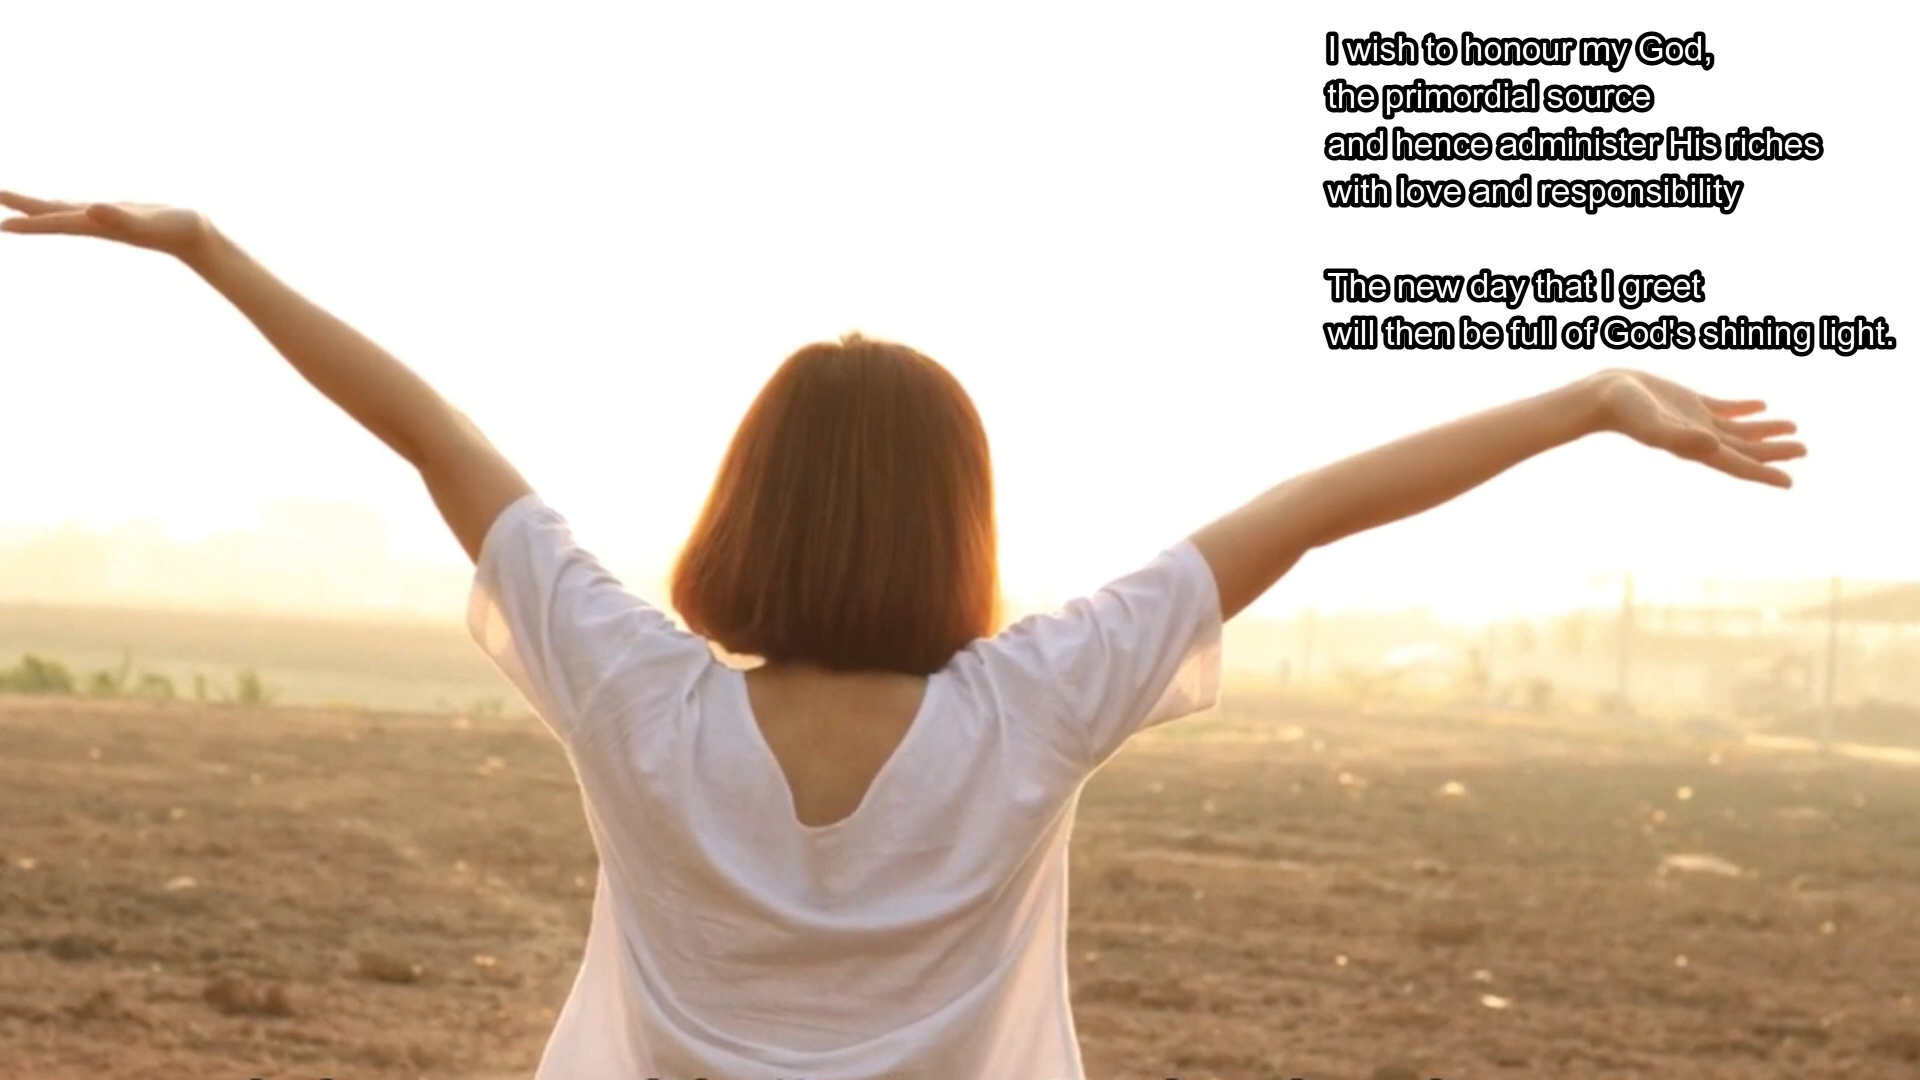 I wish to honour my God,
the primordial source
and hence administer His riches
with love and responsibility

The new day that I greet
will then be full of God's shining light.